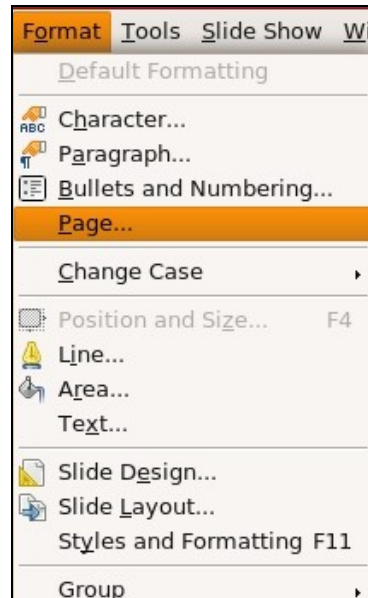 Format Tools Slide Show
Default Formatting
Character...
ABC
Paragraph...
Bullets and Numbering...
Page...
Change Case
Position and Size... F4
Line...
Area...
Text...
Slide Design...
Slide Layout...
Styles and Formatting F11
Group